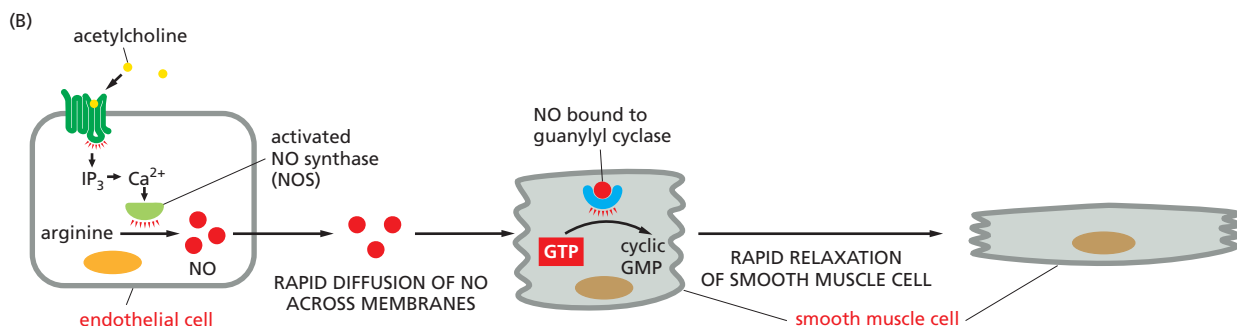 (B)
acetylcholine
activated
NO synthase
(NOS)
IP₃
Ca²⁺
arginine
NO
endothelial cell
RAPID DIFFUSION OF NO
ACROSS MEMBRANES
NO bound to
guanylyl cyclase
GTP
cyclic
GMP
RAPID RELAXATION
OF SMOOTH MUSCLE CELL
smooth muscle cell